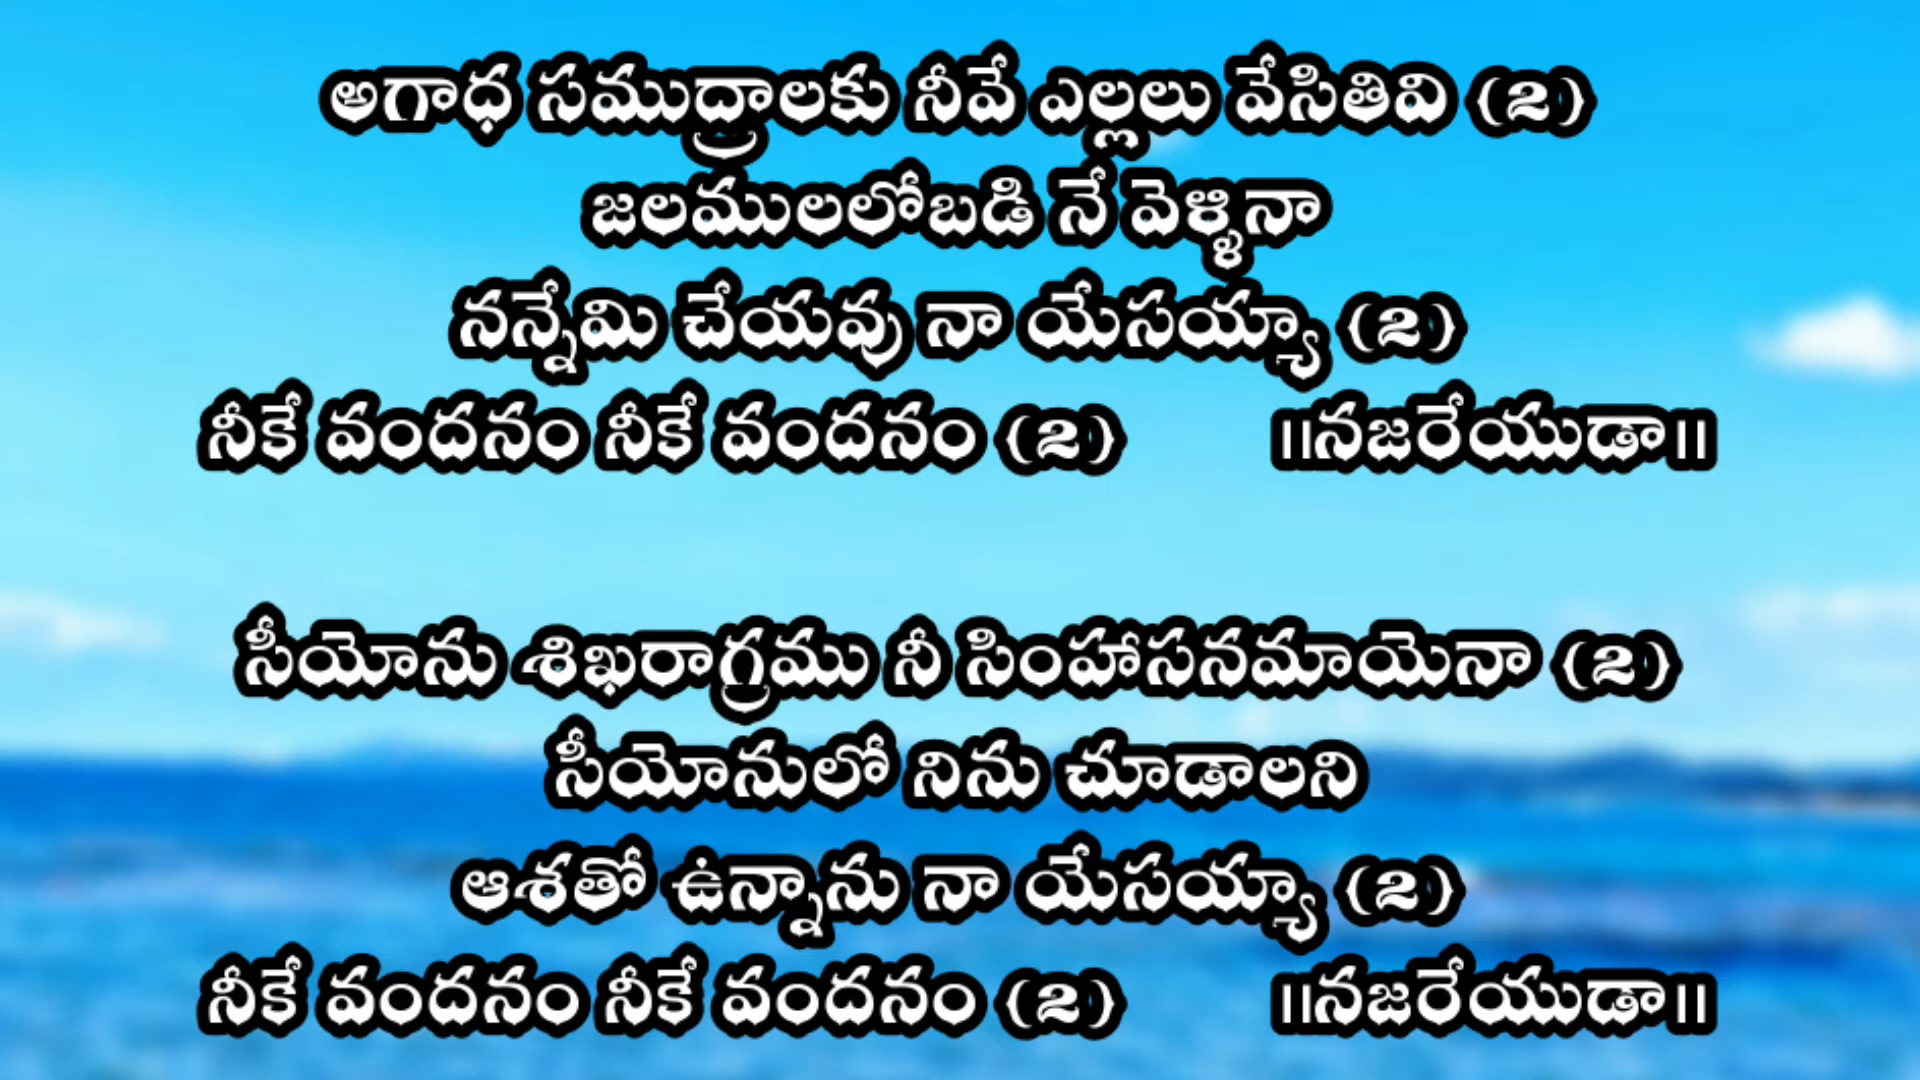 అగాధ సముద్రాలకు నీవే ఎల్లలు వేసితివి (2)
జలములలోబడి నే వెళ్ళినా
నన్నేమి చేయవు నా యేసయ్యా (2)
నీకే వందనం నీకే వందనం (2) ||నజరేయుడా||
సీయోను శిఖరాగ్రము నీ సింహాసనమాయెనా (2)
సీయోనులో నిను చూడాలని
ఆశతో ఉన్నాను నా యేసయ్యా (2)
నీకే వందనం నీకే వందనం (2) ||నజరేయుడా||